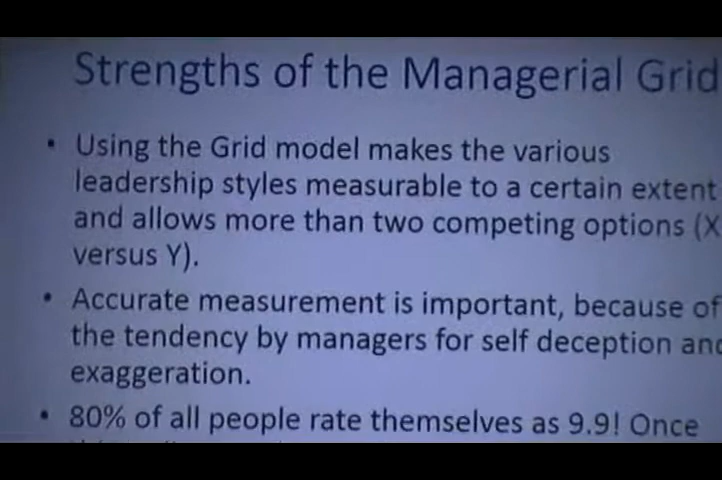 Strengths of the Managerial Grid
• Using the Grid model makes the various
leadership styles measurable to a certain extent
and allows more than two competing options (X
versus Y).
• Accurate measurement is important, because of
the tendency by managers for self deception and
exaggeration.
• 80% of all people rate themselves as 9.9! Once